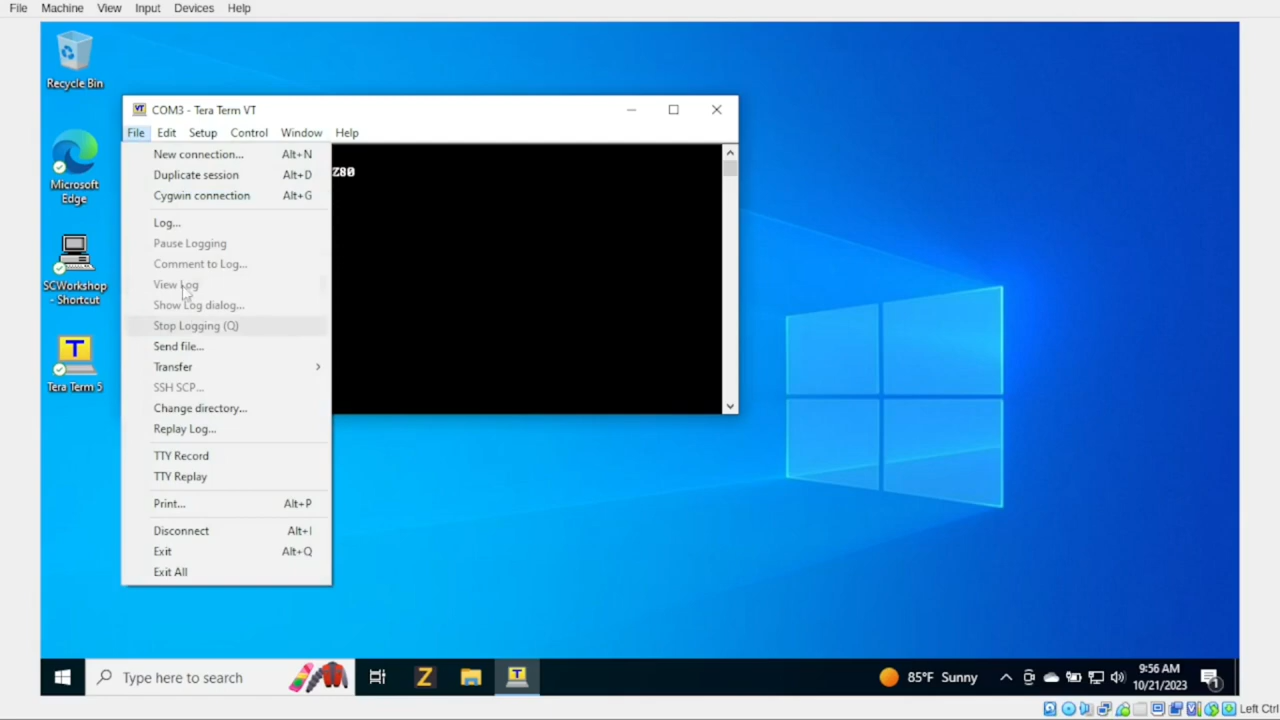 File Machine View Input Devices Help
Recycle Bin
COM3 - Tera Term VT
File Edit Setup Control Window Help
New connection... Alt+N
Z80
Duplicate session Alt+D
Microsoft
Edge
Cygwin connection Alt+G
Log...
Pause Logging
Comment to Log...
View Log
SCWorkshop
- Shortcut
Show Log dialog...
Stop Logging (Q)
Send file...
Transfer
Tera Term 5
SSH SCP...
Change directory...
Replay Log...
TTY Record
TTY Replay
Print... Alt+P
Disconnect Alt+I
Exit Alt+Q
Exit All
Type here to search
85°F Sunny
9:56 AM
10/21/2023
1
Left Ctrl